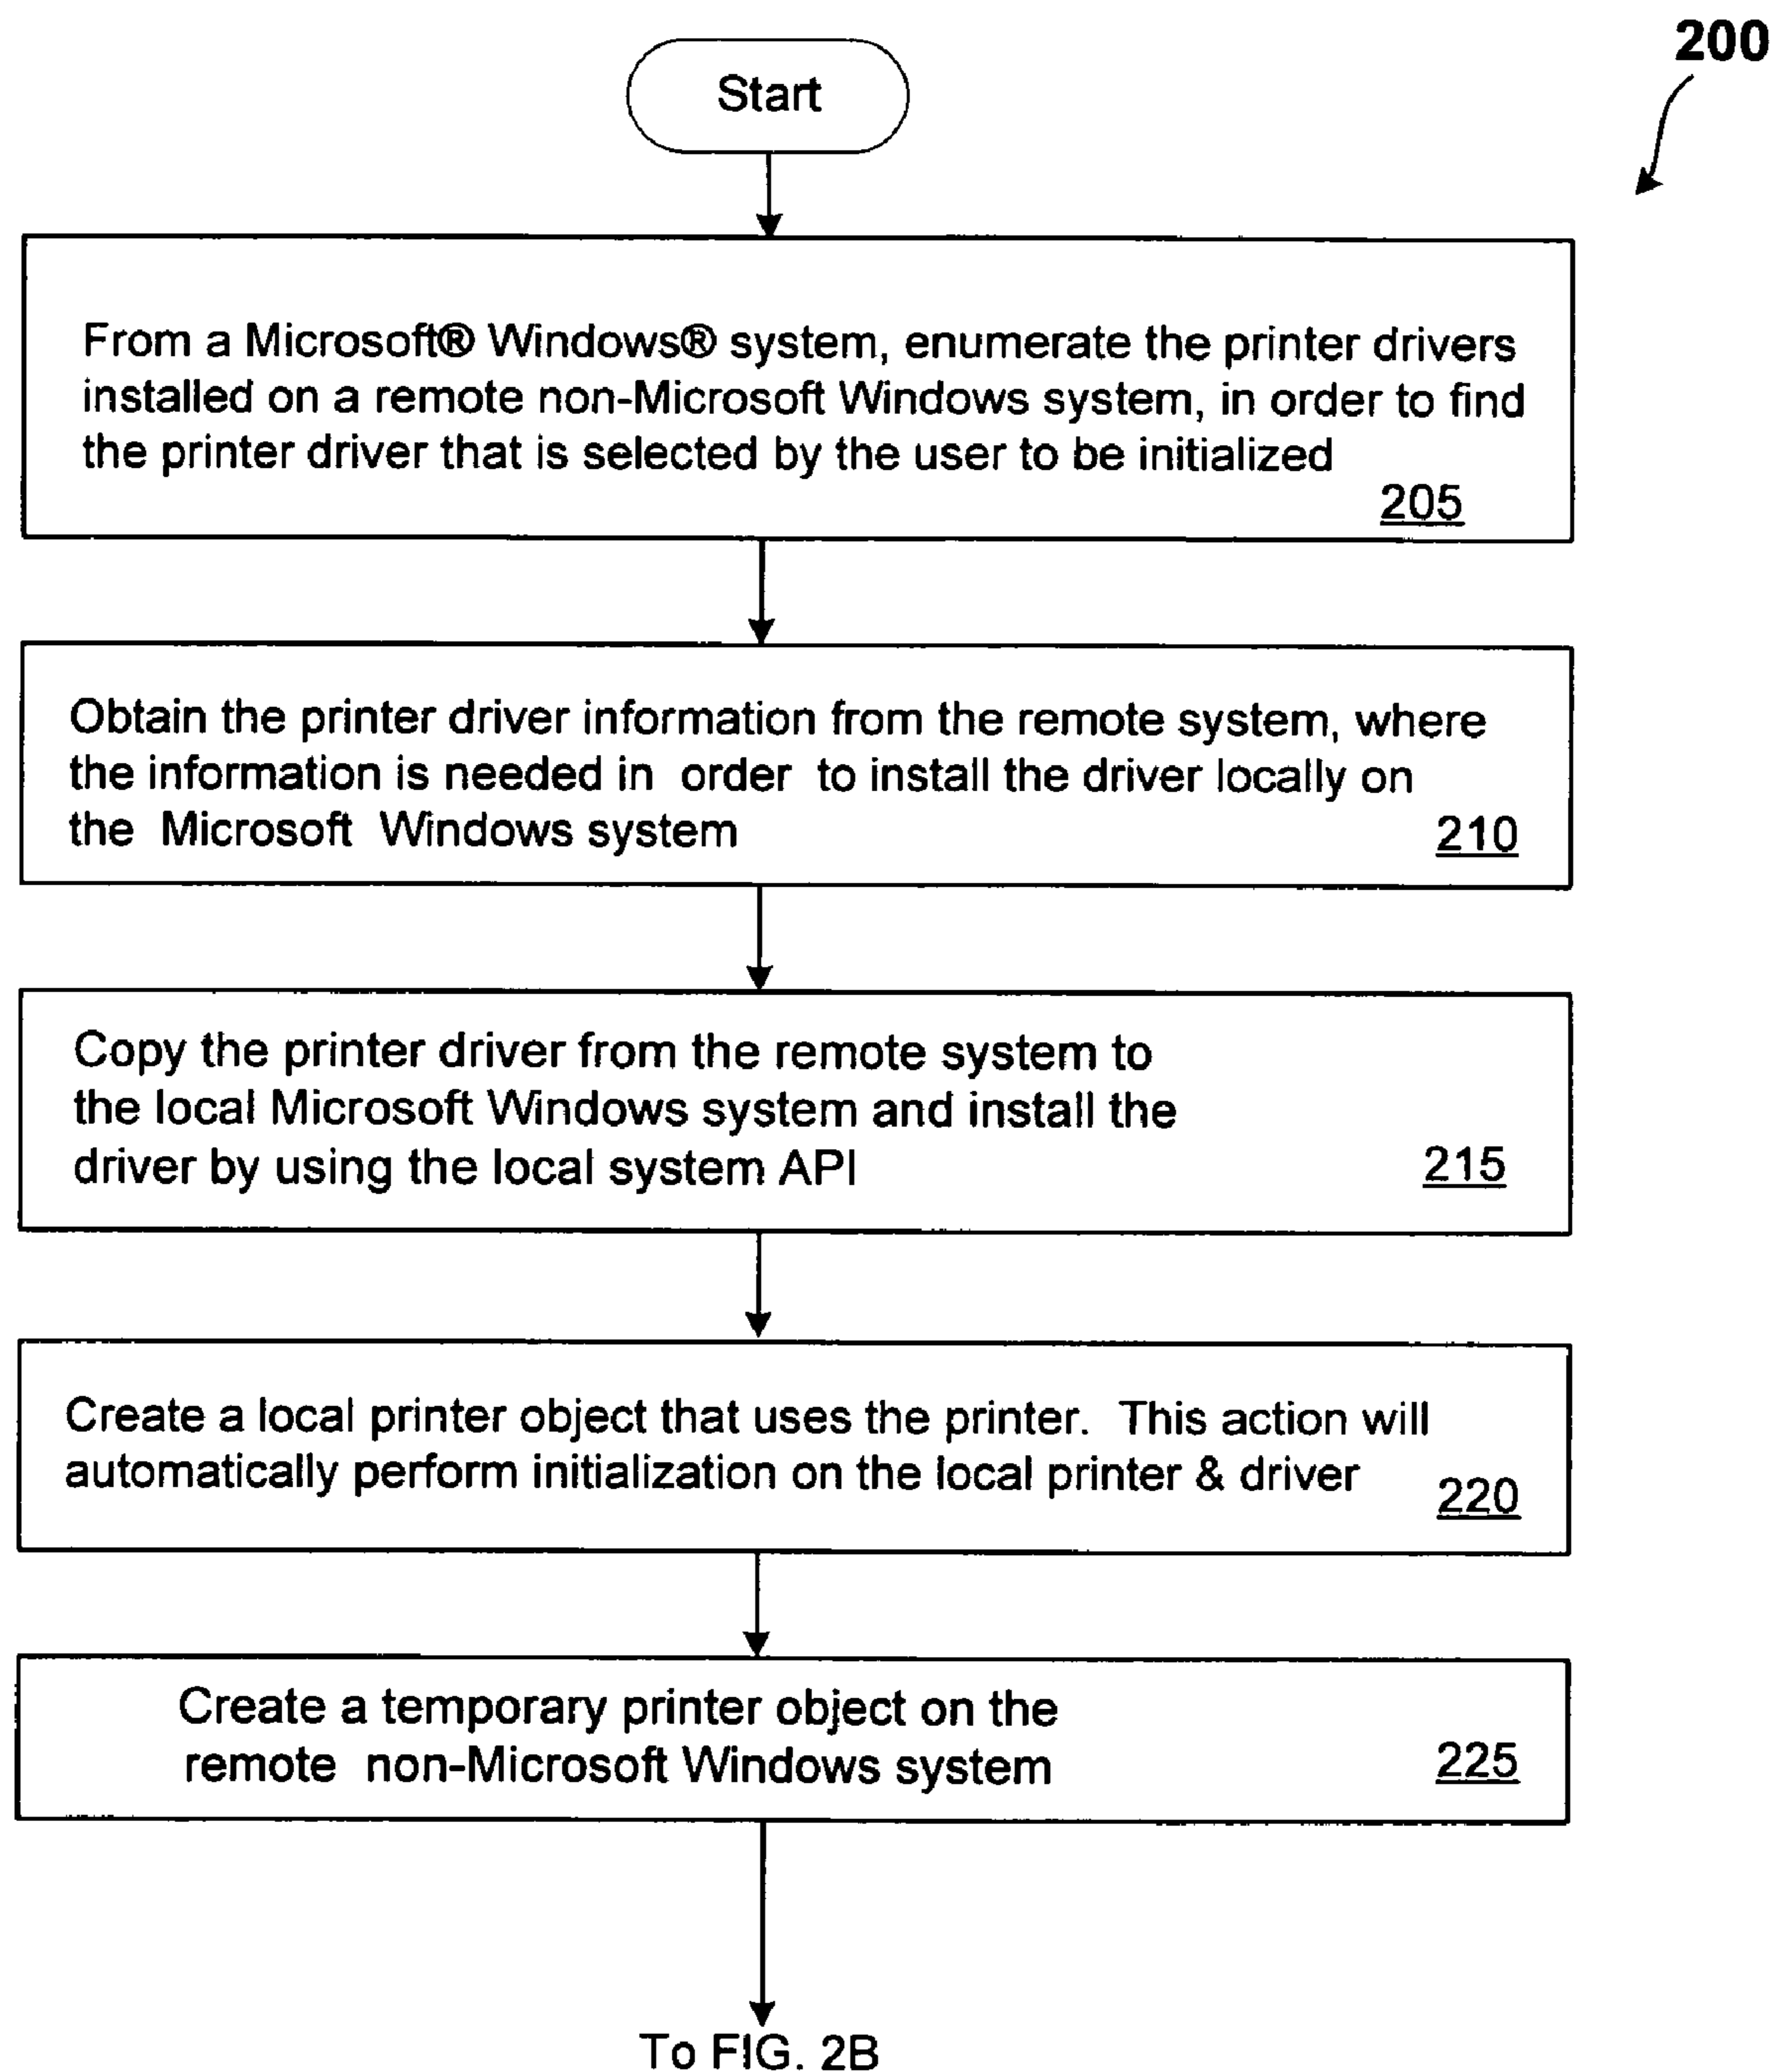 200
Start
From a Microsoft® Windows® system, enumerate the printer drivers
installed on a remote non-Microsoft Windows system, in order to find
the printer driver that is selected by the user to be initialized
205
Obtain the printer driver information from the remote system, where
the information is needed in order to install the driver locally on
the Microsoft Windows system
210
Copy the printer driver from the remote system to
the local Microsoft Windows system and install the
driver by using the local system API
215
Create a local printer object that uses the printer. This action will
automatically perform initialization on the local printer & driver
220
Create a temporary printer object on the
remote non-Microsoft Windows system
225
To FIG. 2B